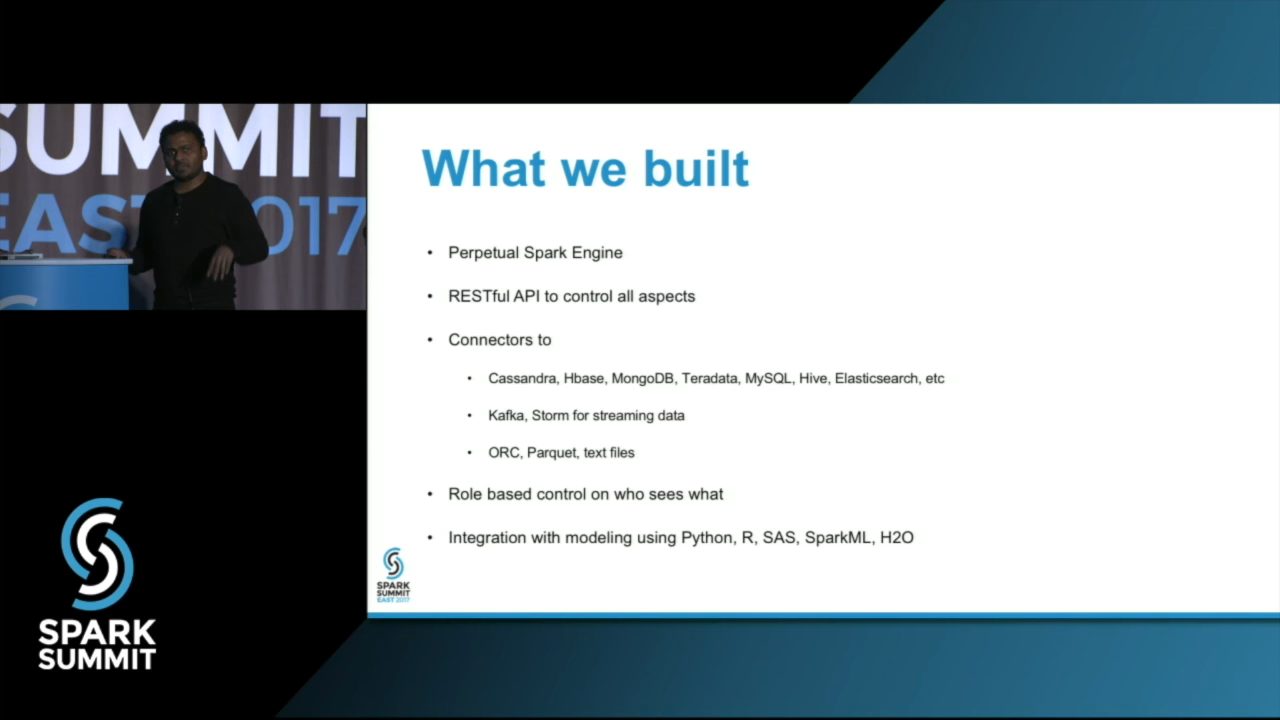 SUMMIT
EAST 2017
What we built
• Perpetual Spark Engine
• RESTful API to control all aspects
• Connectors to
• Cassandra, Hbase, MongoDB, Teradata, MySQL, Hive, Elasticsearch, etc
• Kafka, Storm for streaming data
• ORC, Parquet, text files
• Role based control on who sees what
• Integration with modeling using Python, R, SAS, SparkML, H2O
SPARK
SUMMIT
EAST 2017
SPARK
SUMMIT